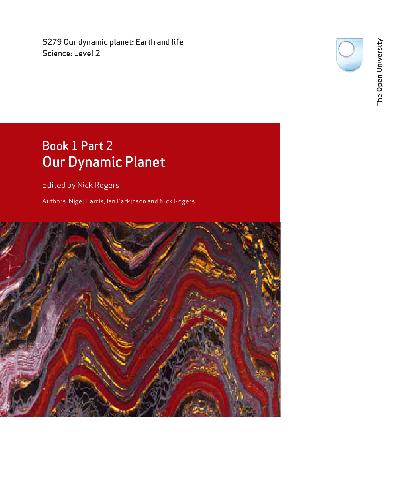 S279 Our dynamic planet: Earth and life
Science: Level 2
The Open University
Book 1 Part 2
Our Dynamic Planet
Edited by Nick Rogers
Authors: Nigel Harris, Ian Parkinson and Nick Rogers